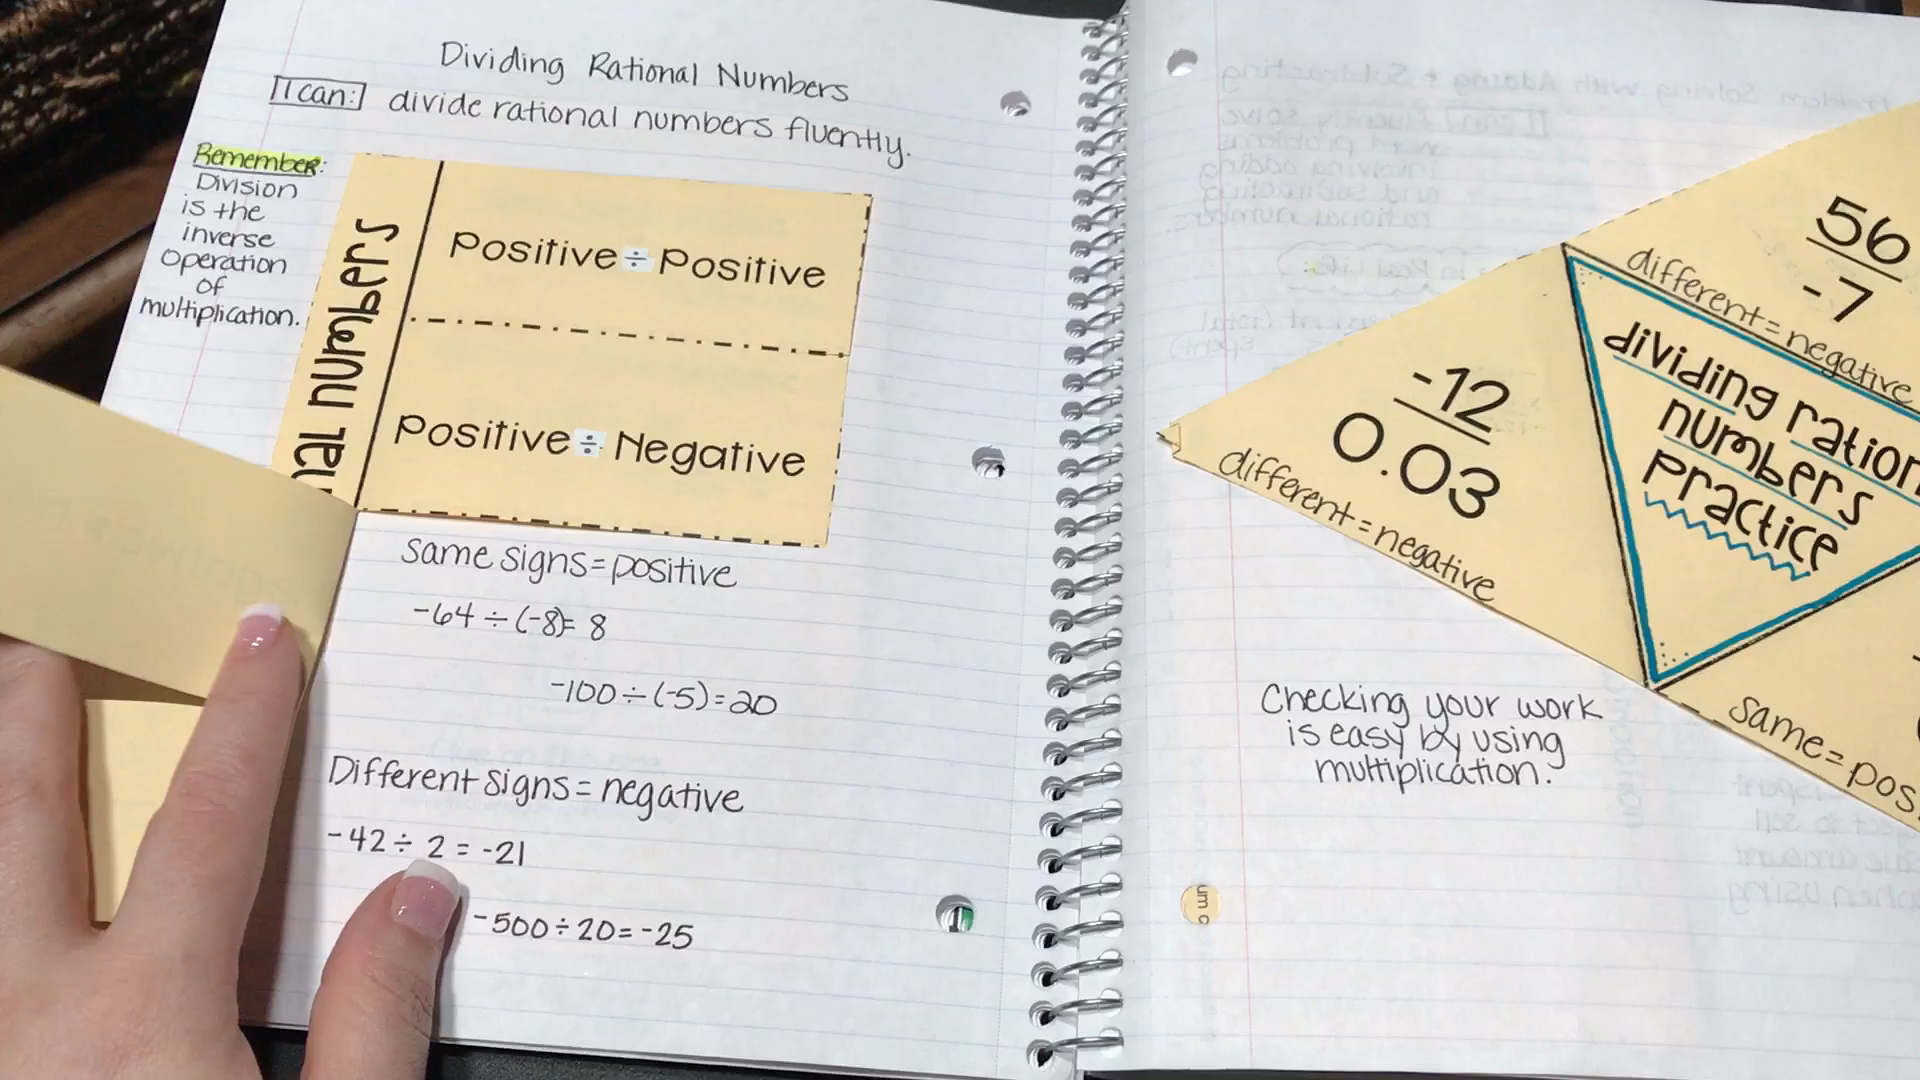 Dividing Rational Numbers
I can: divide rational numbers fluently.
Remember:
Division
is the
inverse
operation
of
multiplication.
numbers
Positive ÷ Positive
Positive ÷ Negative
Same signs = positive
-64 ÷ (-8) = 8
-100 ÷ (-5) = 20
Different signs = negative
-42 ÷ 2 = -21
-500 ÷ 20 = -25
56
-7
different = negative
-12
0.03
different = negative
dividing ration
numbers
practice
same = pos
Checking your work
is easy by using
multiplication.